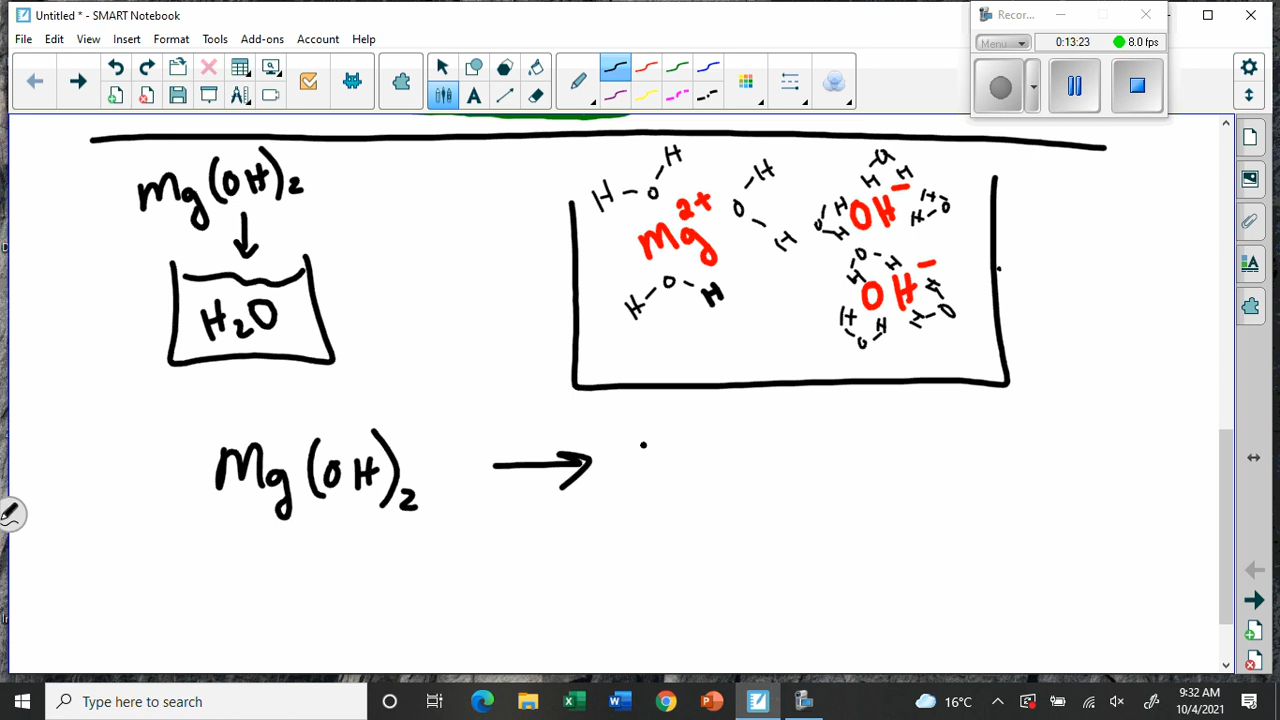 Untitled * - SMART Notebook
Recor...
File Edit View Insert Format Tools Add-ons Account Help
Menu
0:13:23
8.0 fps
Mg(OH)2
H2O
H
H - O
H
O
H
Mg2+
O
H
H
O
H
H
OH-
O
H
H
H
O
H
O
H
H
OH-
H
O
H
H
O
H
Mg(OH)2 →
Type here to search
16°C
9:32 AM
10/4/2021